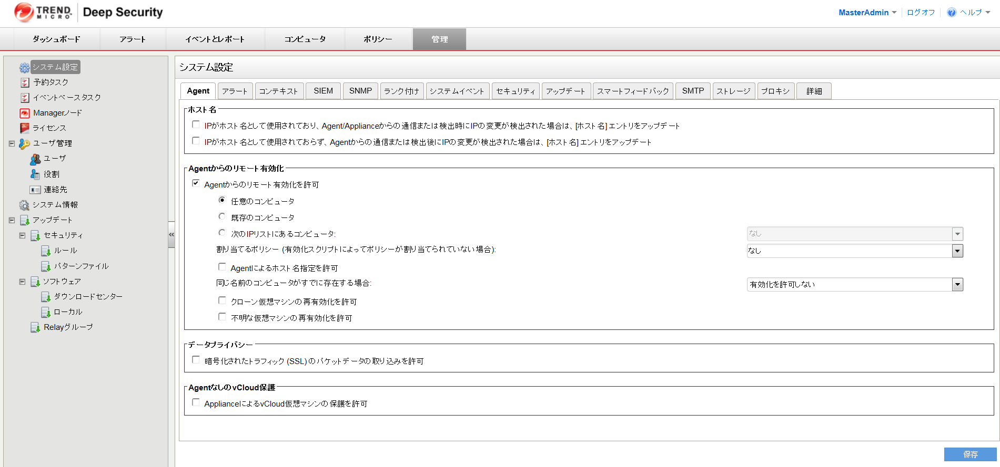 TREND MICRO Deep Security
MasterAdmin ログオフ ヘルプ
ダッシュボード アラート イベントとレポート コンピュータ ポリシー 管理
システム設定
予約タスク
イベントベースタスク
Managerノード
ライセンス
ユーザ管理
ユーザ
役割
連絡先
システム情報
アップデート
セキュリティ
ルール
パターンファイル
ソフトウェア
ダウンロードセンター
ローカル
Relayグループ
«
システム設定
Agent アラート コンテキスト SIEM SNMP ランク付け システムイベント セキュリティ アップデート スマートフィードバック SMTP ストレージ プロキシ 詳細
ホスト名
IPがホスト名として使用されており、Agent/Applianceからの通信または検出時にIPの変更が検出された場合は、[ホスト名]エントリをアップデート
IPがホスト名として使用されておらず、Agentからの通信または検出後にIPの変更が検出された場合は、[ホスト名]エントリをアップデート
Agentからのリモート有効化
Agentからのリモート有効化を許可
任意のコンピュータ
既存のコンピュータ
次のIPリストにあるコンピュータ: なし
割り当てるポリシー (有効化スクリプトによってポリシーが割り当てられていない場合): なし
Agentによるホスト名指定を許可
同じ名前のコンピュータがすでに存在する場合: 有効化を許可しない
クローン仮想マシンの再有効化を許可
不明な仮想マシンの再有効化を許可
データプライバシー
暗号化されたトラフィック (SSL) のパケットデータの取り込みを許可
AgentなしのvCloud保護
ApplianceによるvCloud仮想マシンの保護を許可
保存